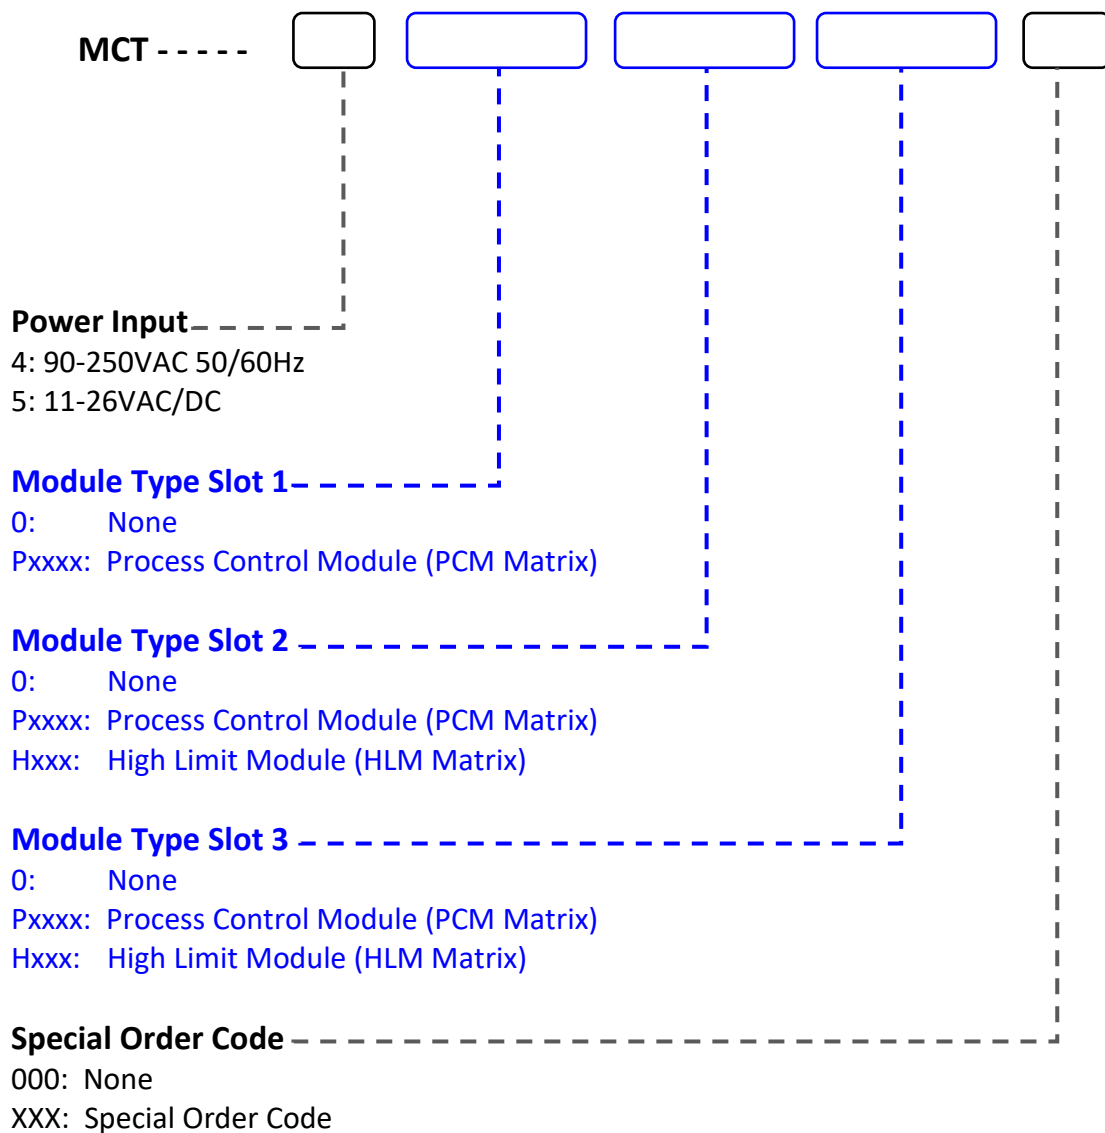 MCT - - - - -
Power Input
4: 90-250VAC 50/60Hz
5: 11-26VAC/DC
Module Type Slot 1
0: None
Pxxxx: Process Control Module (PCM Matrix)
Module Type Slot 2
0: None
Pxxxx: Process Control Module (PCM Matrix)
Hxxx: High Limit Module (HLM Matrix)
Module Type Slot 3
0: None
Pxxxx: Process Control Module (PCM Matrix)
Hxxx: High Limit Module (HLM Matrix)
Special Order Code
000: None
XXX: Special Order Code